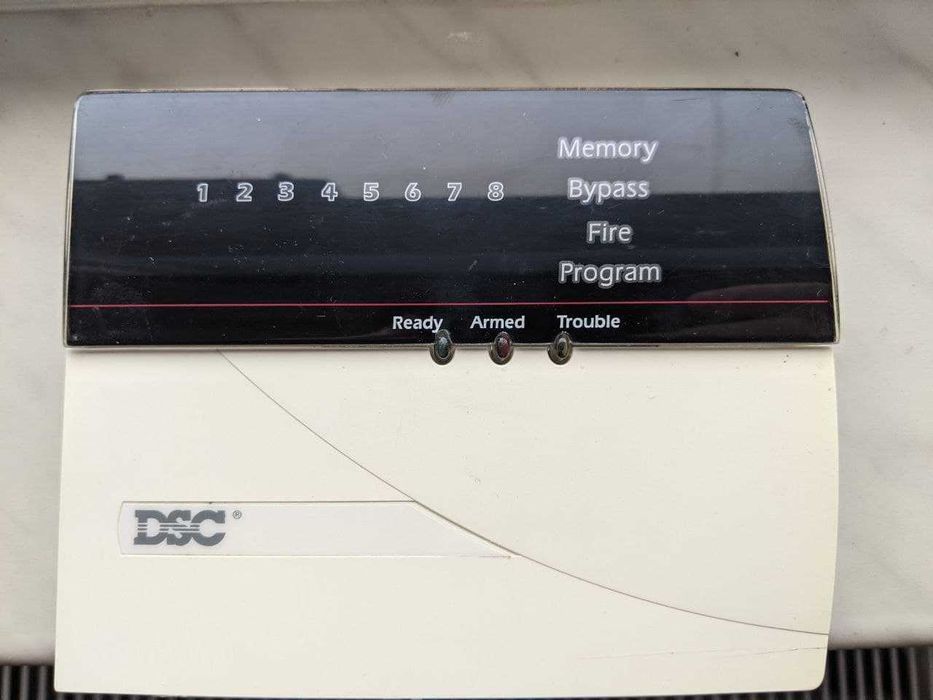 Memory
1 2 3 4 5 6 7 8 Bypass
Fire
Program
Ready Armed Trouble
DSC®